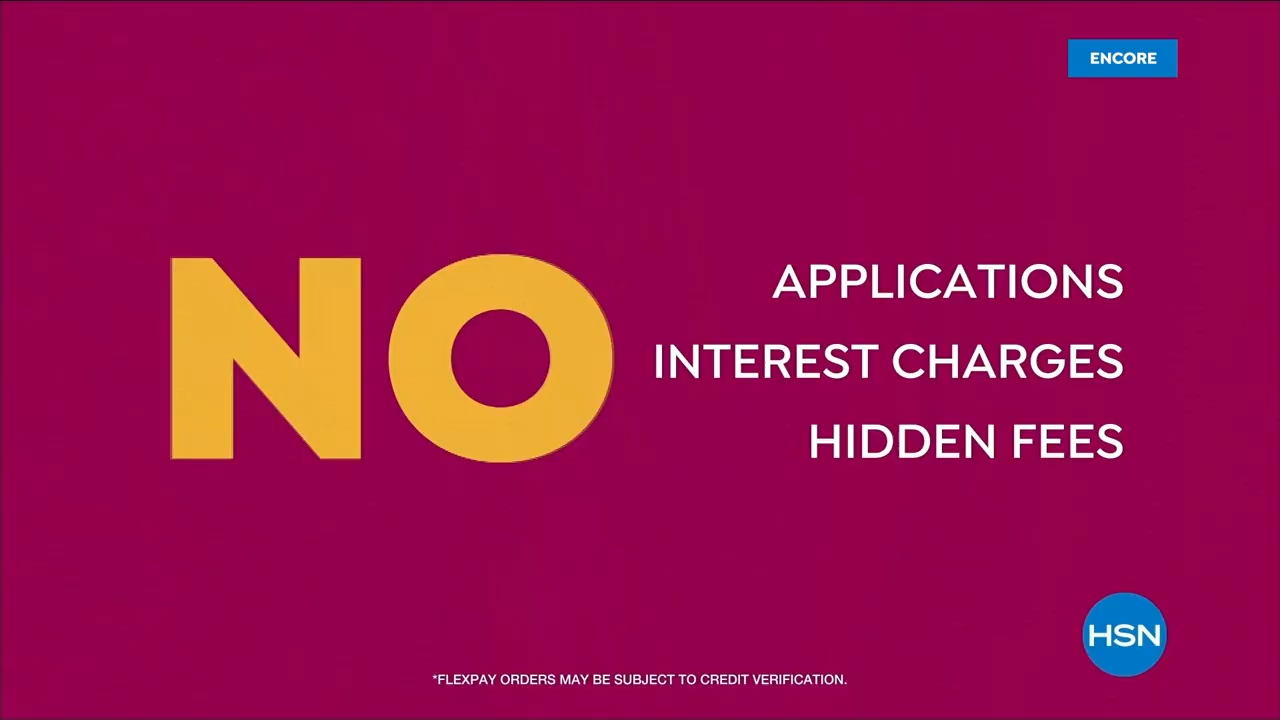 ENCORE
NO
APPLICATIONS
INTEREST CHARGES
HIDDEN FEES
HSN
*FLEXPAY ORDERS MAY BE SUBJECT TO CREDIT VERIFICATION.